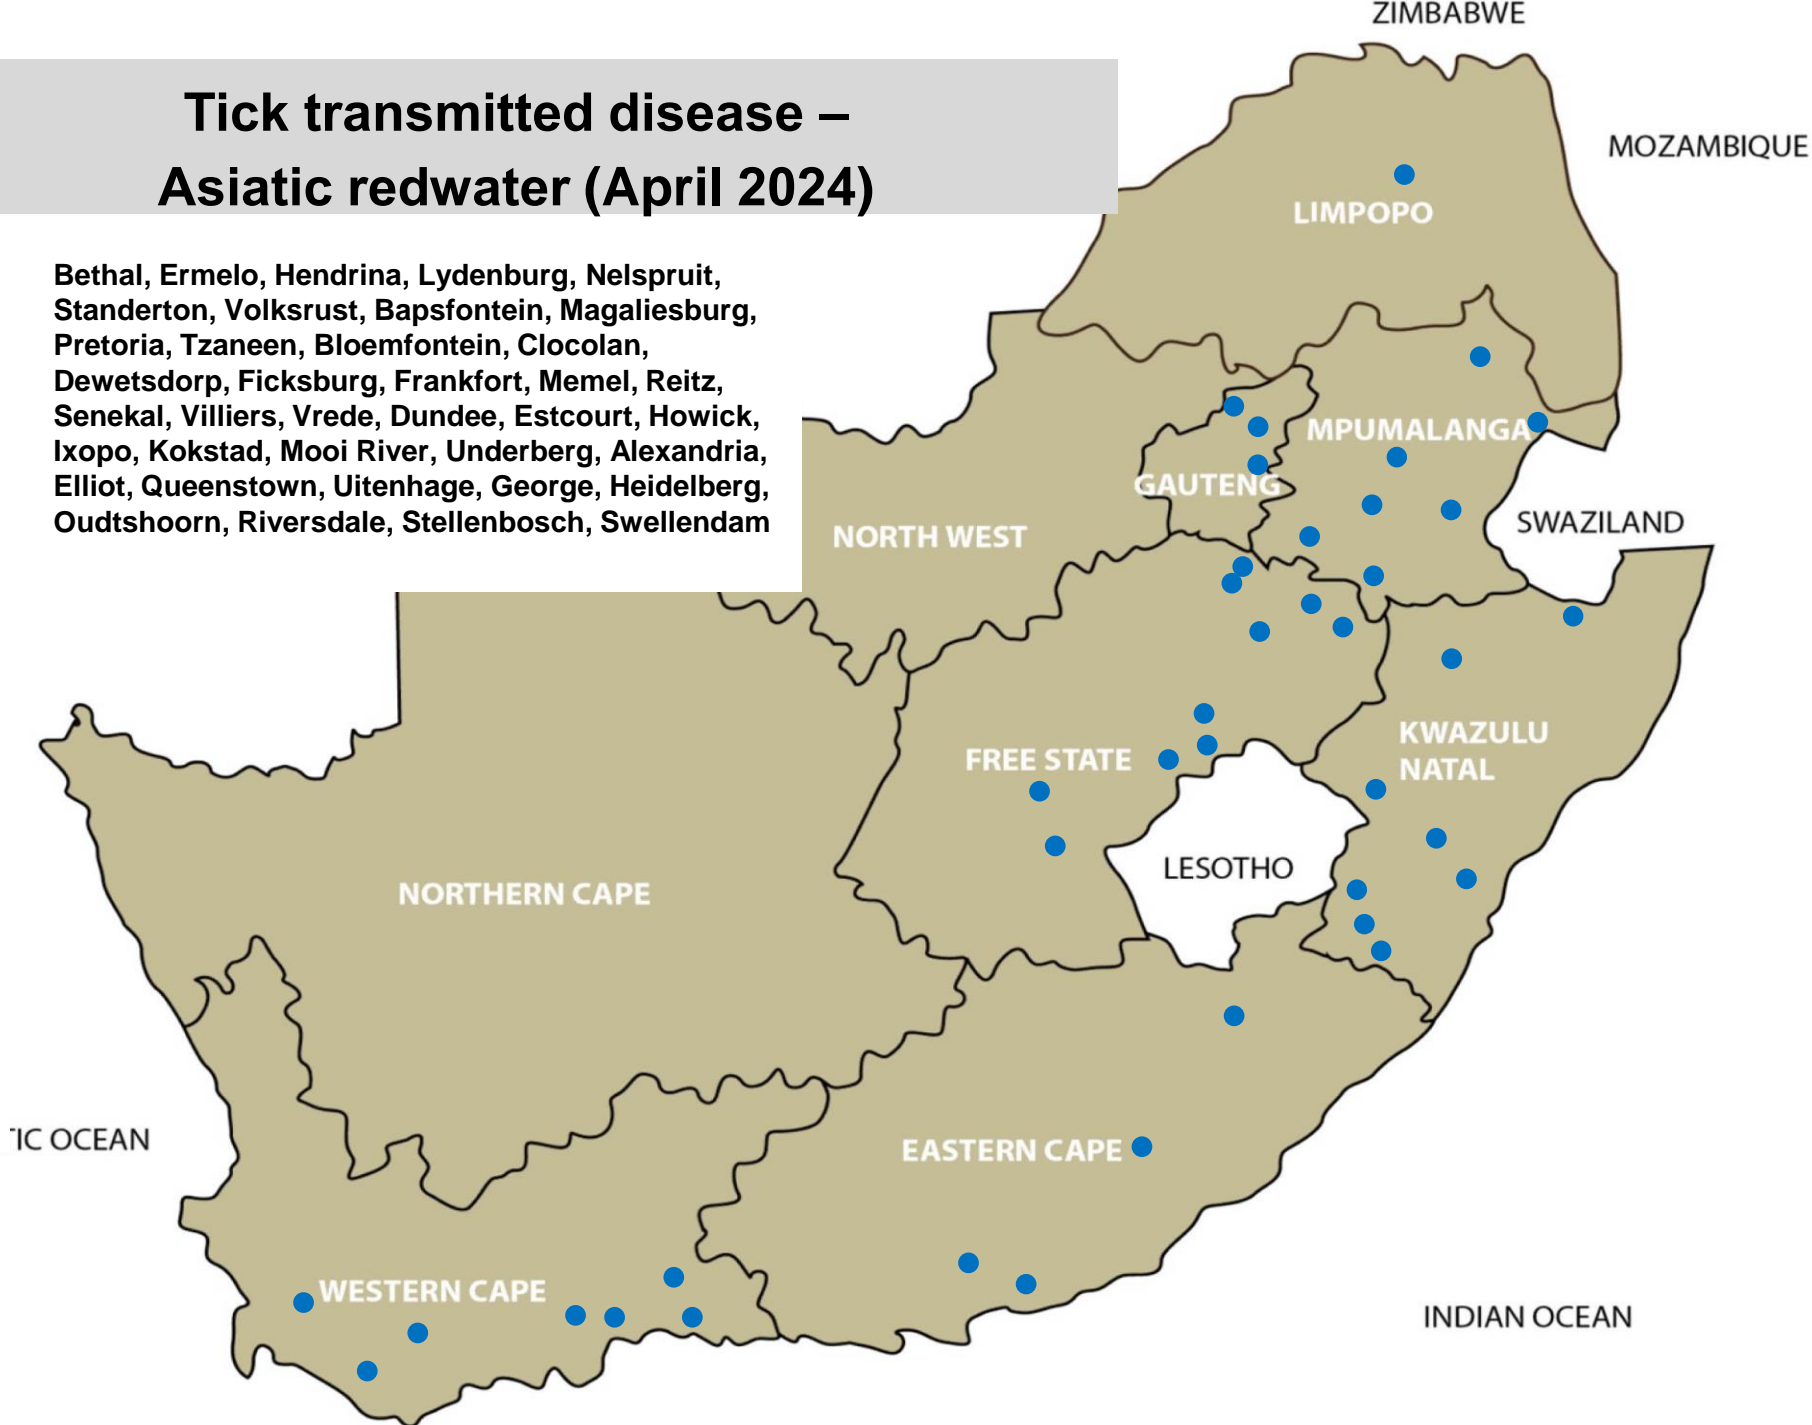 ZIMBABWE
Tick transmitted disease –
Asiatic redwater (April 2024)
MOZAMBIQUE
LIMPOPO
Bethal, Ermelo, Hendrina, Lydenburg, Nelspruit,
Standerton, Volksrust, Bapsfontein, Magaliesburg,
Pretoria, Tzaneen, Bloemfontein, Clocolan,
Dewetsdorp, Ficksburg, Frankfort, Memel, Reitz,
Senekal, Villiers, Vrede, Dundee, Estcourt, Howick,
Ixopo, Kokstad, Mooi River, Underberg, Alexandria,
Elliot, Queenstown, Uitenhage, George, Heidelberg,
Oudtshoorn, Riversdale, Stellenbosch, Swellendam
MPUMALANGA
GAUTENG
SWAZILAND
NORTH WEST
KWAZULU
NATAL
FREE STATE
LESOTHO
NORTHERN CAPE
TIC OCEAN
EASTERN CAPE
WESTERN CAPE
INDIAN OCEAN